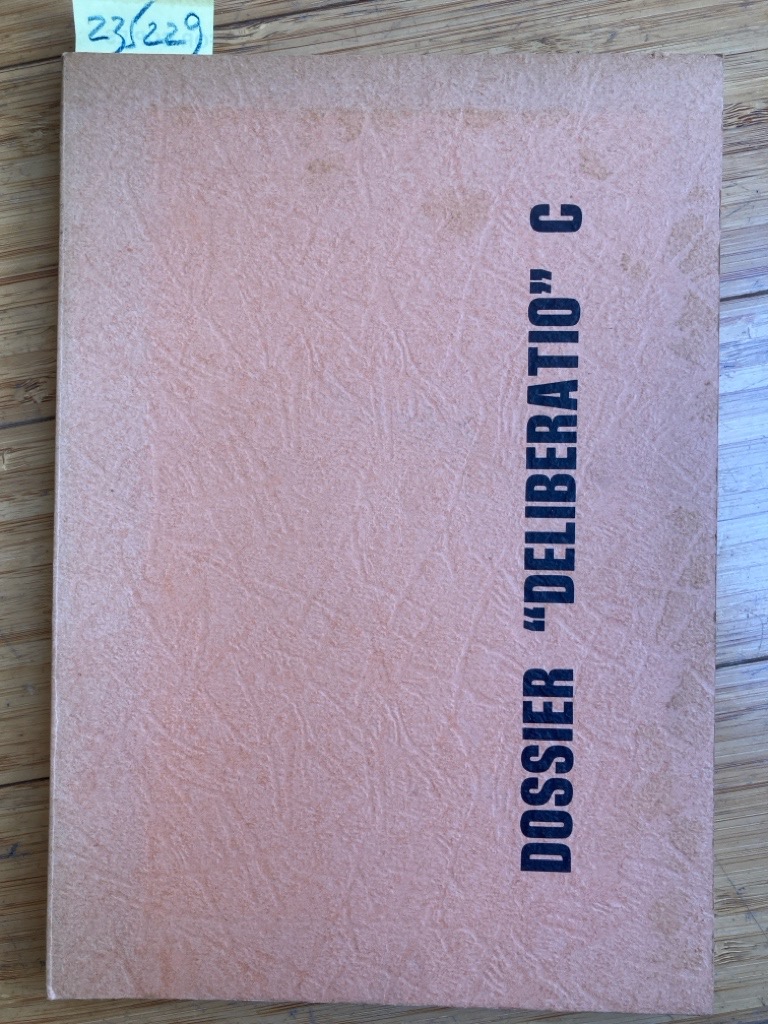 23/229
DOSSIER “DELIBERATIO” C